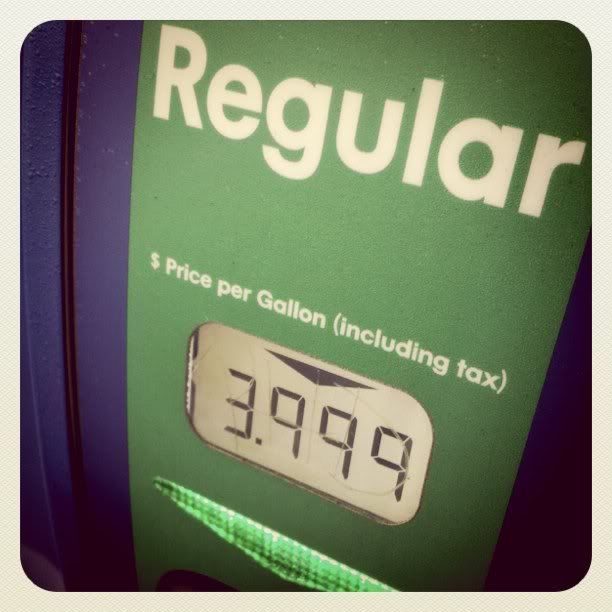 Regular
$ Price per Gallon (including tax)
3.999